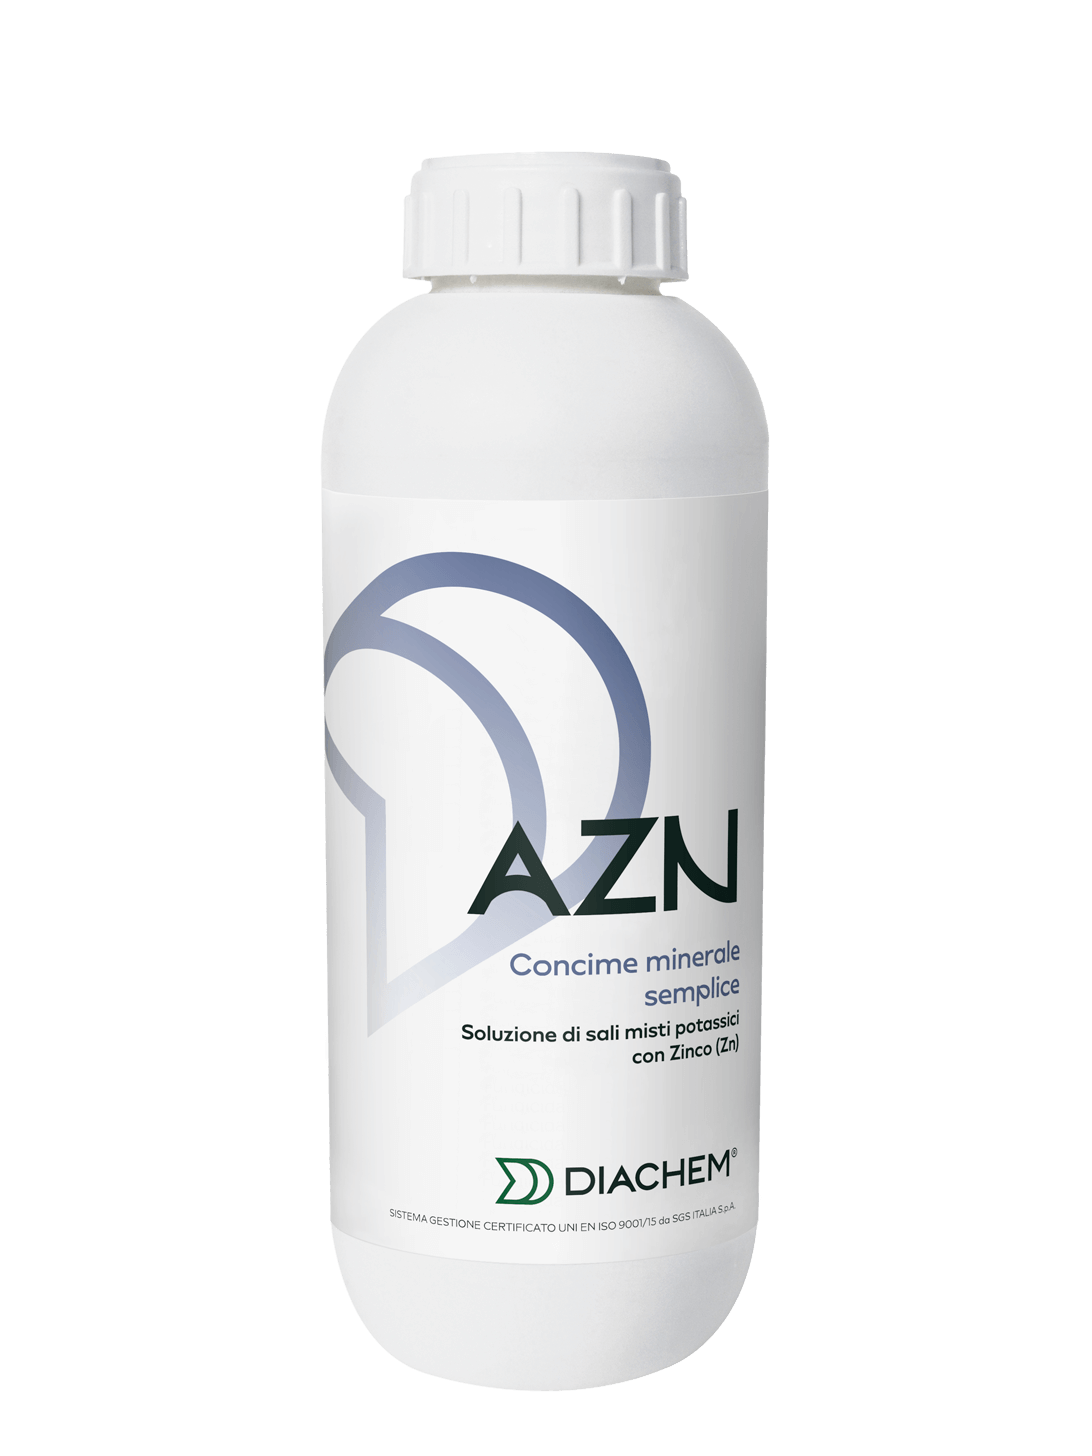 AZN
Concime minerale
semplice
Soluzione di sali misti potassici
con Zinco (Zn)
DIACHEM®
SISTEMA GESTIONE CERTIFICATO UNI EN ISO 9001/15 da SGS ITALIA S.p.A.